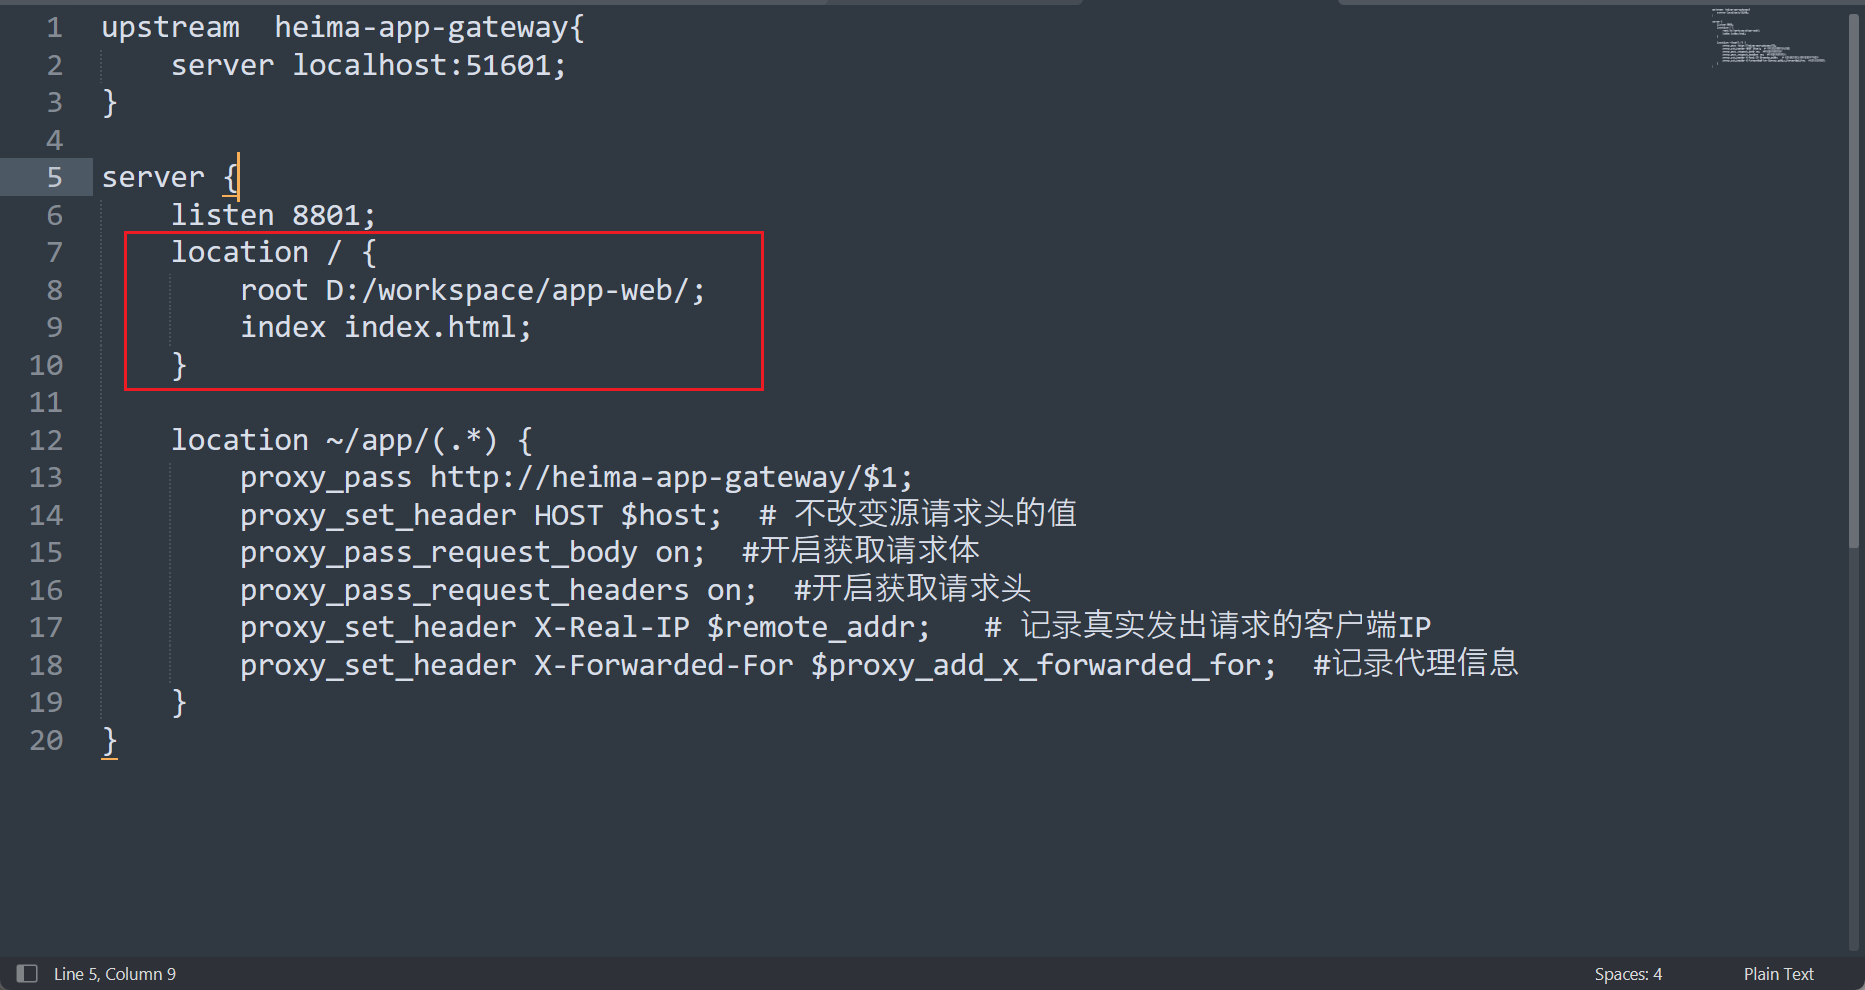 1 upstream  heima-app-gateway{
2     server localhost:51601;
3 }
4
5 server {
6     listen 8801;
7     location / {
8         root D:/workspace/app-web/;
9         index index.html;
10     }
11
12     location ~/app/(.*) {
13         proxy_pass http://heima-app-gateway/$1;
14         proxy_set_header HOST $host;  # 不改变源请求头的值
15         proxy_pass_request_body on;  #开启获取请求体
16         proxy_pass_request_headers on;  #开启获取请求头
17         proxy_set_header X-Real-IP $remote_addr;   # 记录真实发出请求的客户端IP
18         proxy_set_header X-Forwarded-For $proxy_add_x_forwarded_for;  #记录代理信息
19     }
20 }
Line 5, Column 9 Spaces: 4 Plain Text